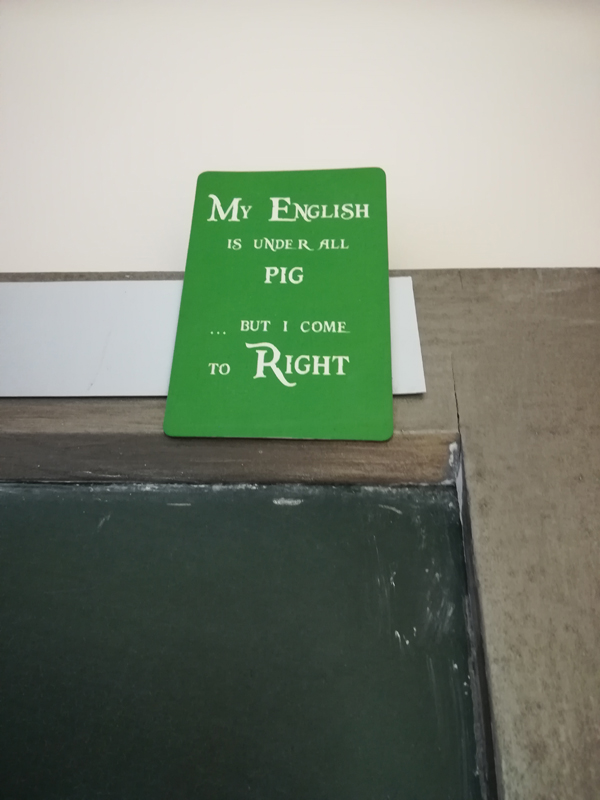 My English
is under all
pig
... but i come
to Right